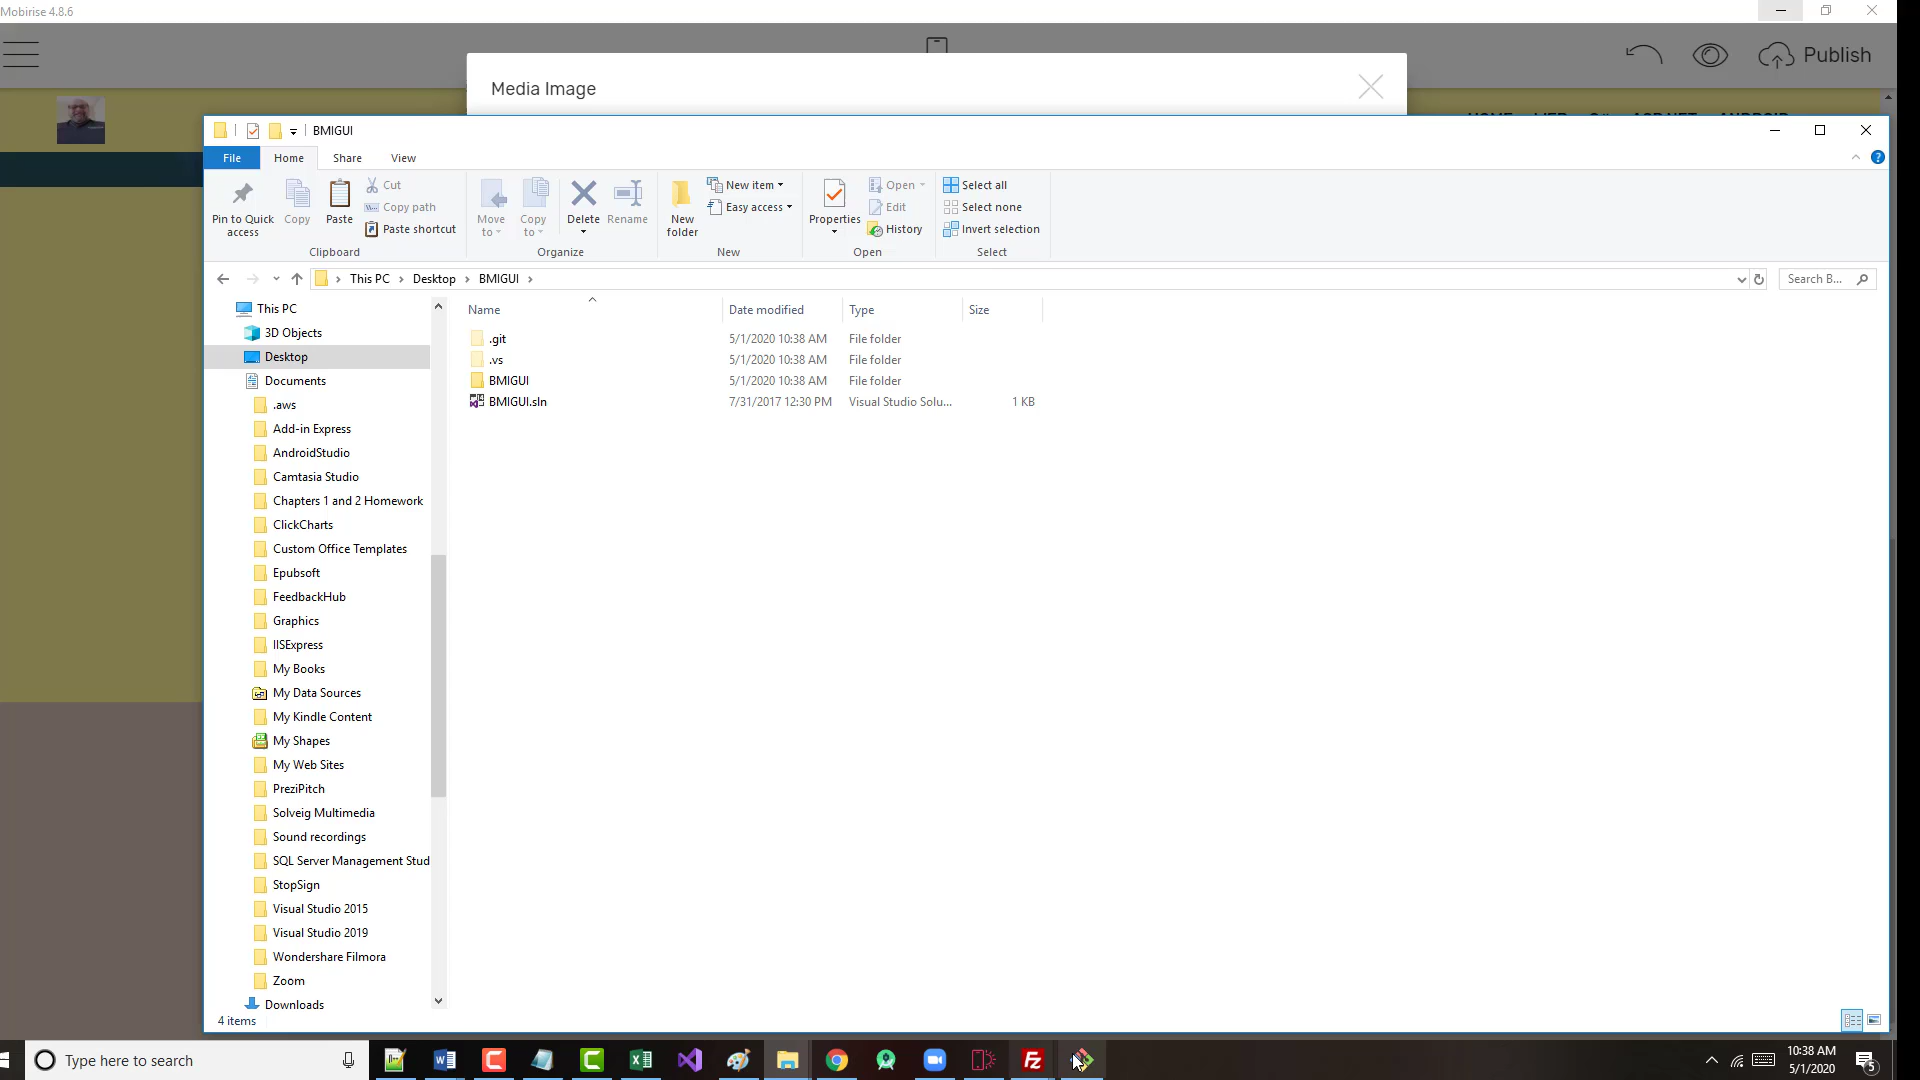 Mobirise 4.8.6
Publish
Media Image
BMIGUI
File
Home
Share
View
Pin to Quick access
Copy
Paste
Cut
Copy path
Paste shortcut
Move to
Copy to
Delete
Rename
New folder
New item
Easy access
Properties
Open
Edit
History
Select all
Select none
Invert selection
Clipboard
Organize
New
Open
Select
This PC
Desktop
BMIGUI
Search B...
Name
Date modified
Type
Size
.git 5/1/2020 10:38 AM File folder
.vs 5/1/2020 10:38 AM File folder
BMIGUI 5/1/2020 10:38 AM File folder
BMIGUI.sln 7/31/2017 12:30 PM Visual Studio Solu... 1 KB
This PC
3D Objects
Desktop
Documents
.aws
Add-in Express
AndroidStudio
Camtasia Studio
Chapters 1 and 2 Homework
ClickCharts
Custom Office Templates
Epubsoft
FeedbackHub
Graphics
IISExpress
My Books
My Data Sources
My Kindle Content
My Shapes
My Web Sites
PreziPitch
Solveig Multimedia
Sound recordings
SQL Server Management Stud
StopSign
Visual Studio 2015
Visual Studio 2019
Wondershare Filmora
Zoom
Downloads
4 items
Type here to search
10:38 AM
5/1/2020
5